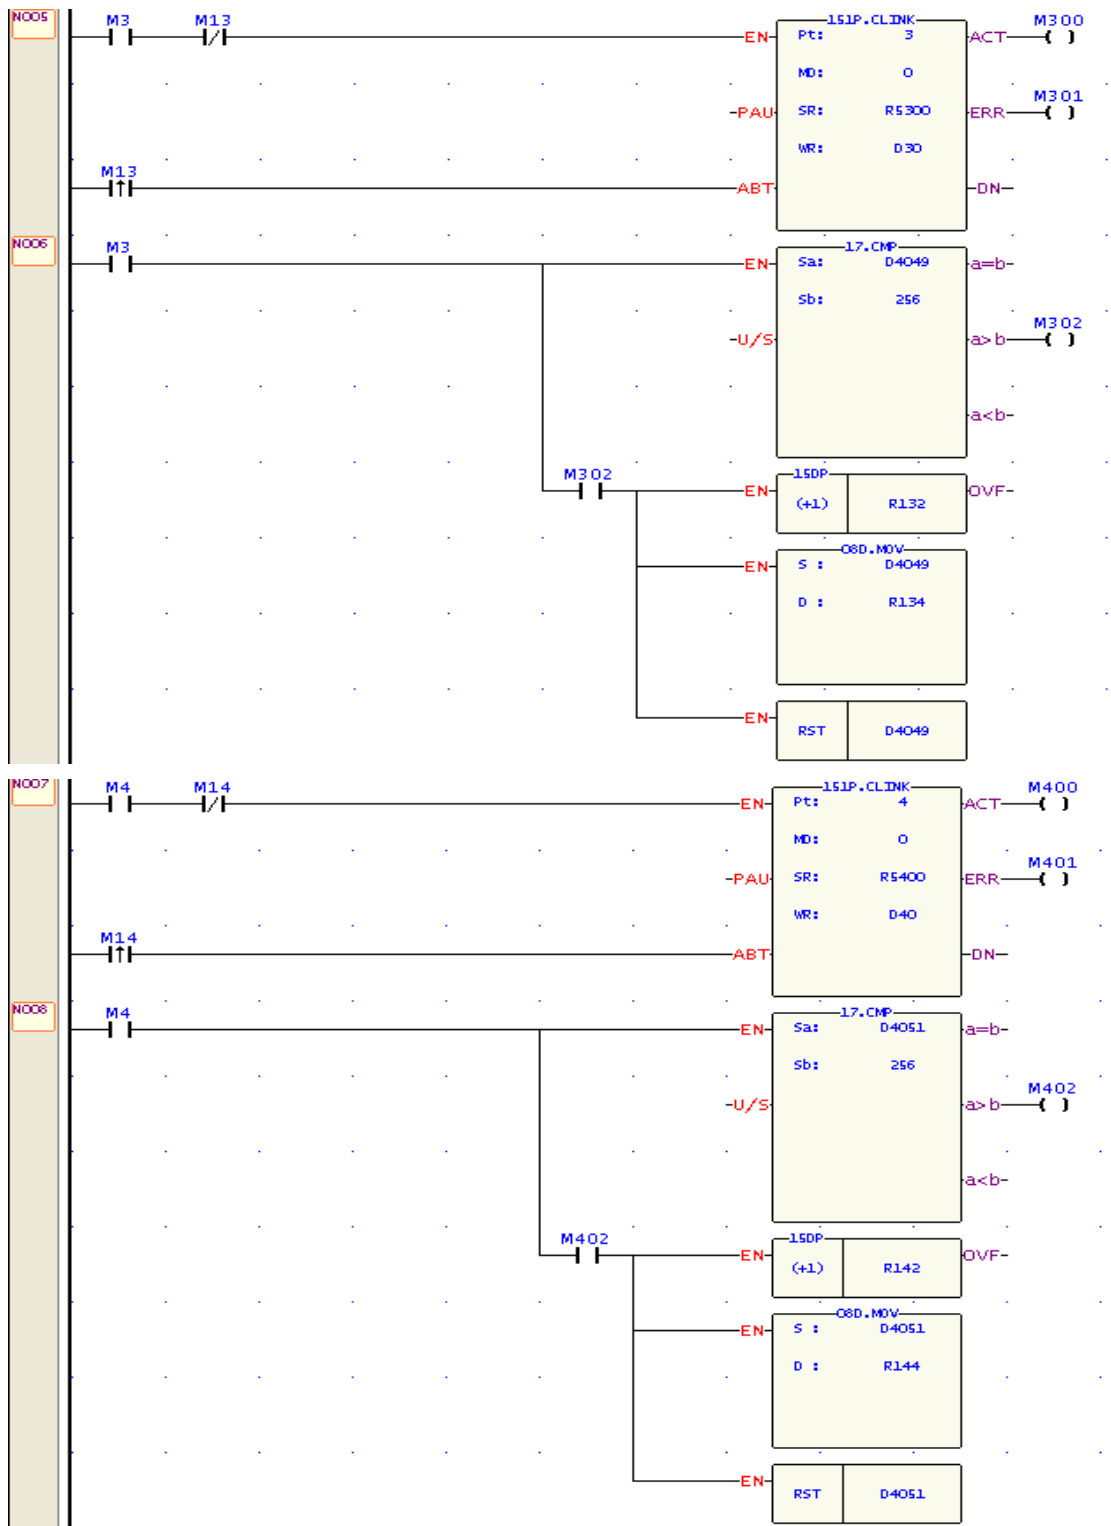 N005 M3 M13 151P.CLINK M300
EN Pt: 3 ACT ( )
MD: 0
M301
PAU SR: R5300 ERR ( )
WR: D30
M13
ABT DN
N006 M3 17.CMP
EN Sa: D4049 a=b
Sb: 256
M302
U/S a>b ( )
a<b
M302 15DP
EN (+1) R132 OVF
08D.MOV
EN S : D4049
D : R134
EN RST D4049
N007 M4 M14 151P.CLINK M400
EN Pt: 4 ACT ( )
MD: 0
M401
PAU SR: R5400 ERR ( )
WR: D40
M14
ABT DN
N008 M4 17.CMP
EN Sa: D4051 a=b
Sb: 256
M402
U/S a>b ( )
a<b
M402 15DP
EN (+1) R142 OVF
08D.MOV
EN S : D4051
D : R144
EN RST D4051